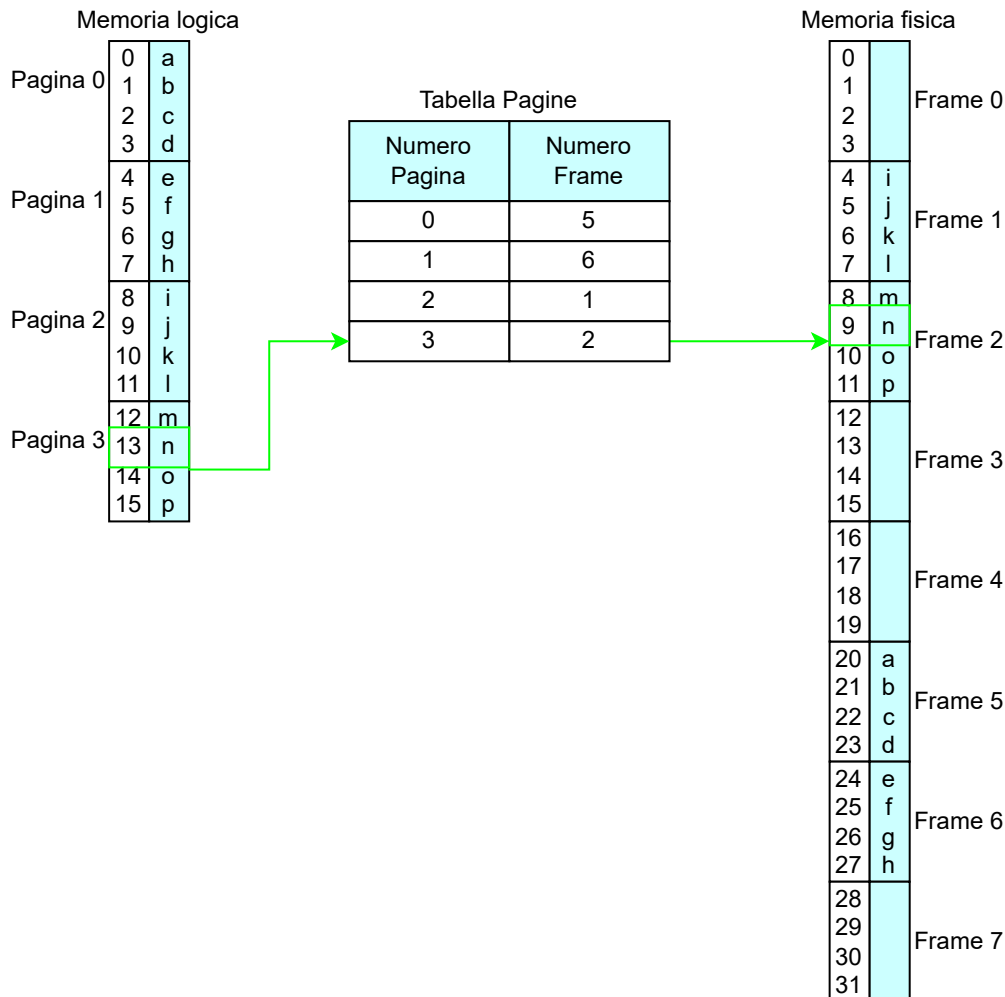 Memoria logica
Pagina 0
0 a
1 b
2 c
3 d
Pagina 1
4 e
5 f
6 g
7 h
Pagina 2
8 i
9 j
10 k
11 l
Pagina 3
12 m
13 n
14 o
15 p
Tabella Pagine
Numero Pagina
Numero Frame
0 5
1 6
2 1
3 2
Memoria fisica
0
1
2
3
Frame 0
4 i
5 j
6 k
7 l
Frame 1
8 m
9 n
10 o
11 p
Frame 2
12
13
14
15
Frame 3
16
17
18
19
Frame 4
20 a
21 b
22 c
23 d
Frame 5
24 e
25 f
26 g
27 h
Frame 6
28
29
30
31
Frame 7